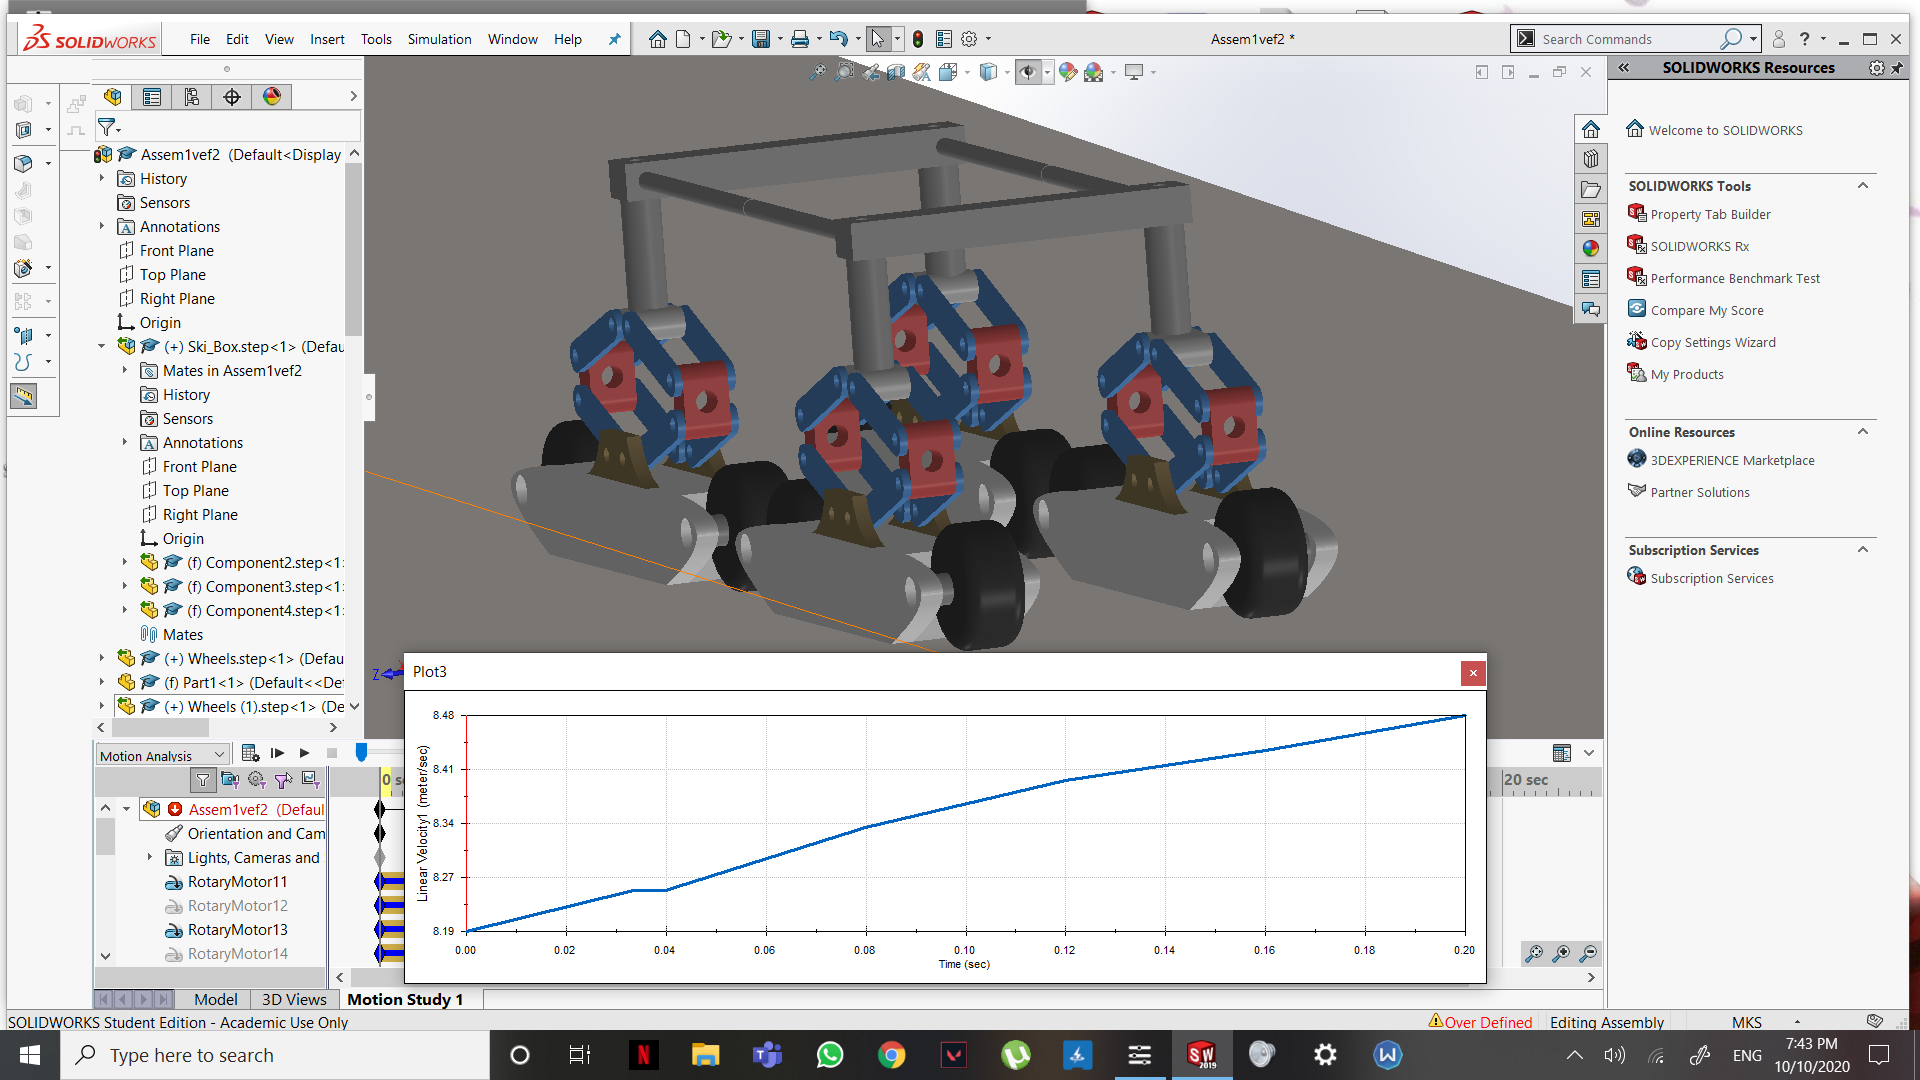 SOLIDWORKS File Edit View Insert Tools Simulation Window Help Assem1vef2 * Search Commands ?
SOLIDWORKS Resources
Welcome to SOLIDWORKS
SOLIDWORKS Tools
Property Tab Builder
SOLIDWORKS Rx
Performance Benchmark Test
Compare My Score
Copy Settings Wizard
My Products
Online Resources
3DEXPERIENCE Marketplace
Partner Solutions
Subscription Services
Subscription Services
Assem1vef2 (Default<Display
History
Sensors
Annotations
Front Plane
Top Plane
Right Plane
Origin
(+) Ski_Box.step<1> (Defau
Mates in Assem1vef2
History
Sensors
Annotations
Front Plane
Top Plane
Right Plane
Origin
(f) Component2.step<1>
(f) Component3.step<1>
(f) Component4.step<1>
Mates
(+) Wheels.step<1> (Defau
(f) Part1<1> (Default<<De
(+) Wheels (1).step<1> (De
Z
Plot3
8.48
8.41
8.34
8.27
8.19
Linear Velocity1 (meter/sec)
0.00 0.02 0.04 0.06 0.08 0.10 0.12 0.14 0.16 0.18 0.20
Time (sec)
Motion Analysis
0 s
20 sec
Assem1vef2 (Defaul
Orientation and Cam
Lights, Cameras and
RotaryMotor11
RotaryMotor12
RotaryMotor13
RotaryMotor14
Model 3D Views Motion Study 1
SOLIDWORKS Student Edition - Academic Use Only Over Defined Editing Assembly MKS
Type here to search
ENG
7:43 PM
10/10/2020